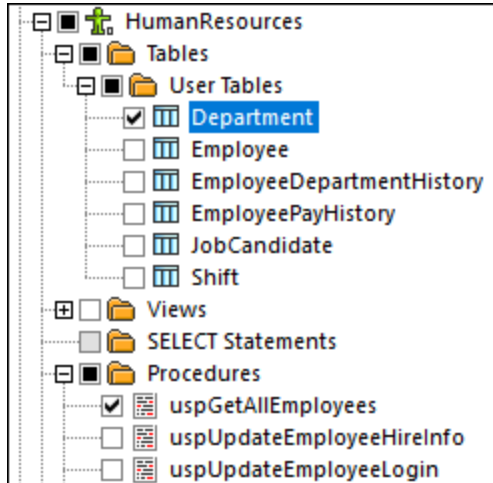 HumanResources
Tables
User Tables
Department
Employee
EmployeeDepartmentHistory
EmployeePayHistory
JobCandidate
Shift
Views
SELECT Statements
Procedures
uspGetAllEmployees
uspUpdateEmployeeHireInfo
uspUpdateEmployeeLogin